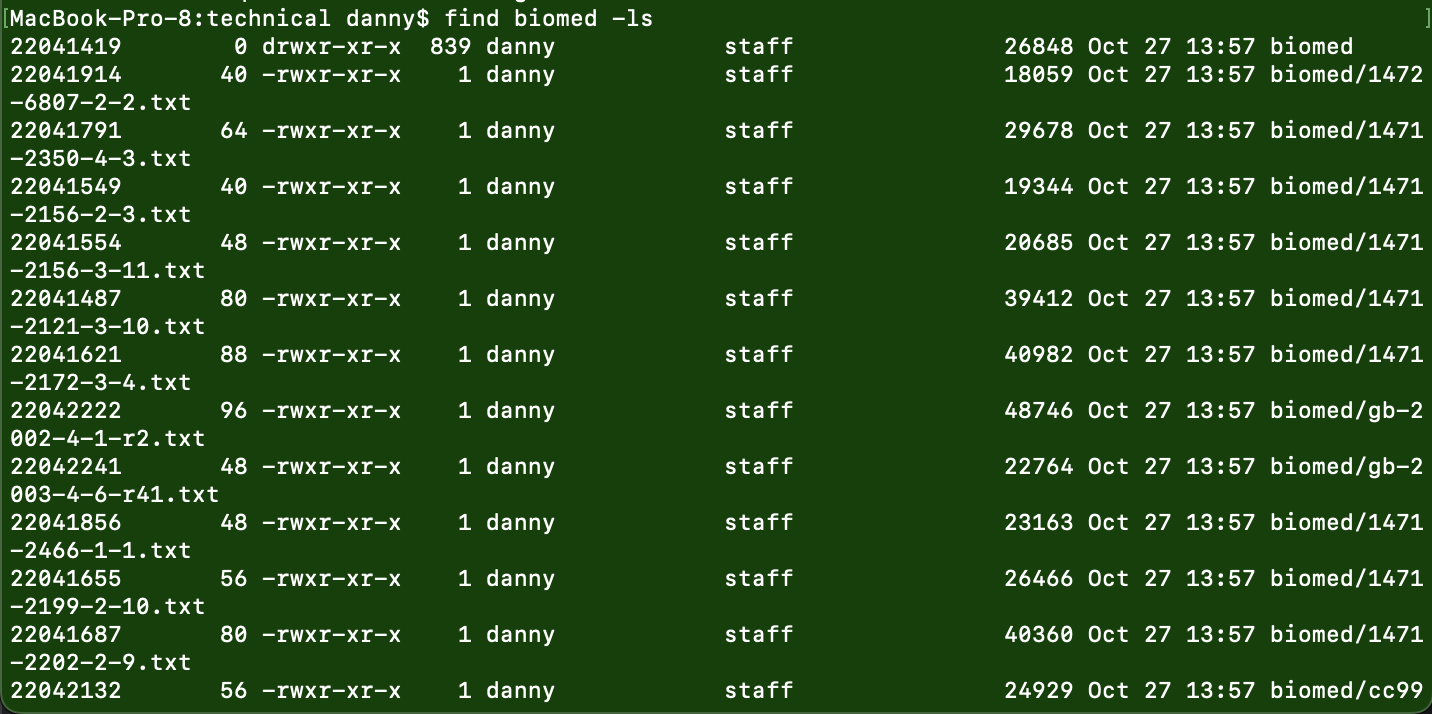 [MacBook-Pro-8:technical danny$ find biomed -ls ]
22041419        0 drwxr-xr-x  839 danny            staff               26848 Oct 27 13:57 biomed
22041914       40 -rwxr-xr-x    1 danny            staff               18059 Oct 27 13:57 biomed/1472
-6807-2-2.txt
22041791       64 -rwxr-xr-x    1 danny            staff               29678 Oct 27 13:57 biomed/1471
-2350-4-3.txt
22041549       40 -rwxr-xr-x    1 danny            staff               19344 Oct 27 13:57 biomed/1471
-2156-2-3.txt
22041554       48 -rwxr-xr-x    1 danny            staff               20685 Oct 27 13:57 biomed/1471
-2156-3-11.txt
22041487       80 -rwxr-xr-x    1 danny            staff               39412 Oct 27 13:57 biomed/1471
-2121-3-10.txt
22041621       88 -rwxr-xr-x    1 danny            staff               40982 Oct 27 13:57 biomed/1471
-2172-3-4.txt
22042222       96 -rwxr-xr-x    1 danny            staff               48746 Oct 27 13:57 biomed/gb-2
002-4-1-r2.txt
22042241       48 -rwxr-xr-x    1 danny            staff               22764 Oct 27 13:57 biomed/gb-2
003-4-6-r41.txt
22041856       48 -rwxr-xr-x    1 danny            staff               23163 Oct 27 13:57 biomed/1471
-2466-1-1.txt
22041655       56 -rwxr-xr-x    1 danny            staff               26466 Oct 27 13:57 biomed/1471
-2199-2-10.txt
22041687       80 -rwxr-xr-x    1 danny            staff               40360 Oct 27 13:57 biomed/1471
-2202-2-9.txt
22042132       56 -rwxr-xr-x    1 danny            staff               24929 Oct 27 13:57 biomed/cc99